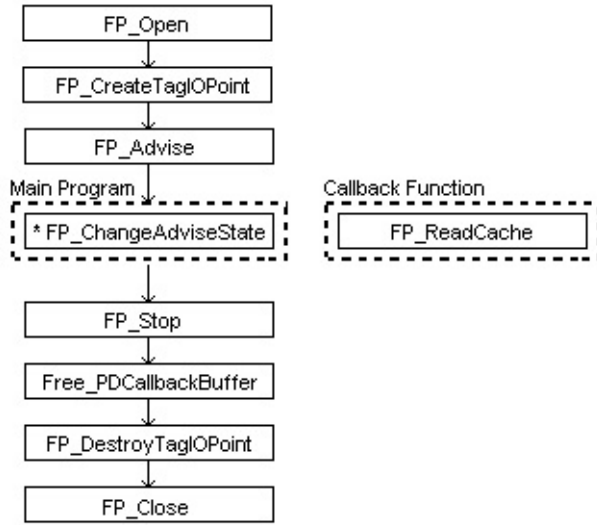 FP_Open
FP_CreateTagIOPoint
FP_Advise
Main Program
* FP_ChangeAdviseState
Callback Function
FP_ReadCache
FP_Stop
Free_PDCallbackBuffer
FP_DestroyTagIOPoint
FP_Close